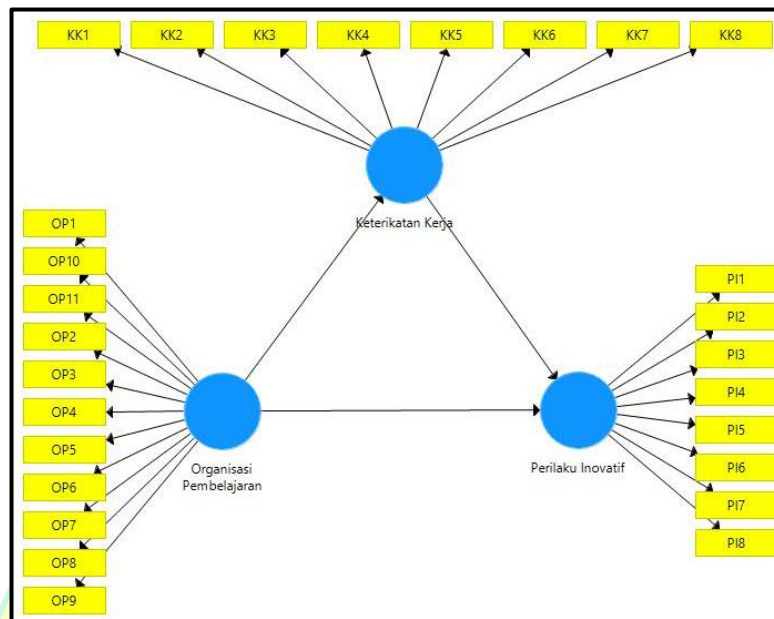 KK1
KK2
KK3
KK4
KK5
KK6
KK7
KK8
Keterikatan Kerja
OP1
OP10
OP11
OP2
OP3
OP4
OP5
OP6
OP7
OP8
OP9
Organisasi
Pembelajaran
Perilaku Inovatif
PI1
PI2
PI3
PI4
PI5
PI6
PI7
PI8